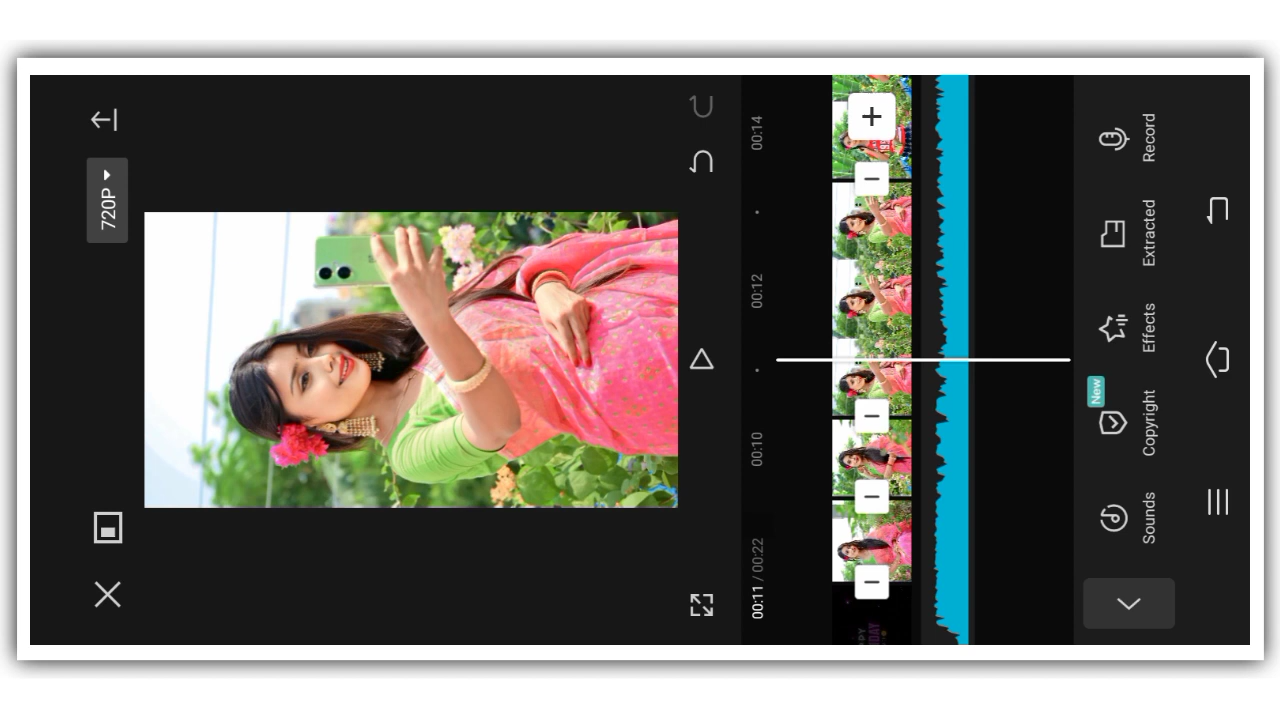 720P
00:11 / 00:22
00:10
00:12
00:14
Sounds
Copyright
New
Effects
Extracted
Record